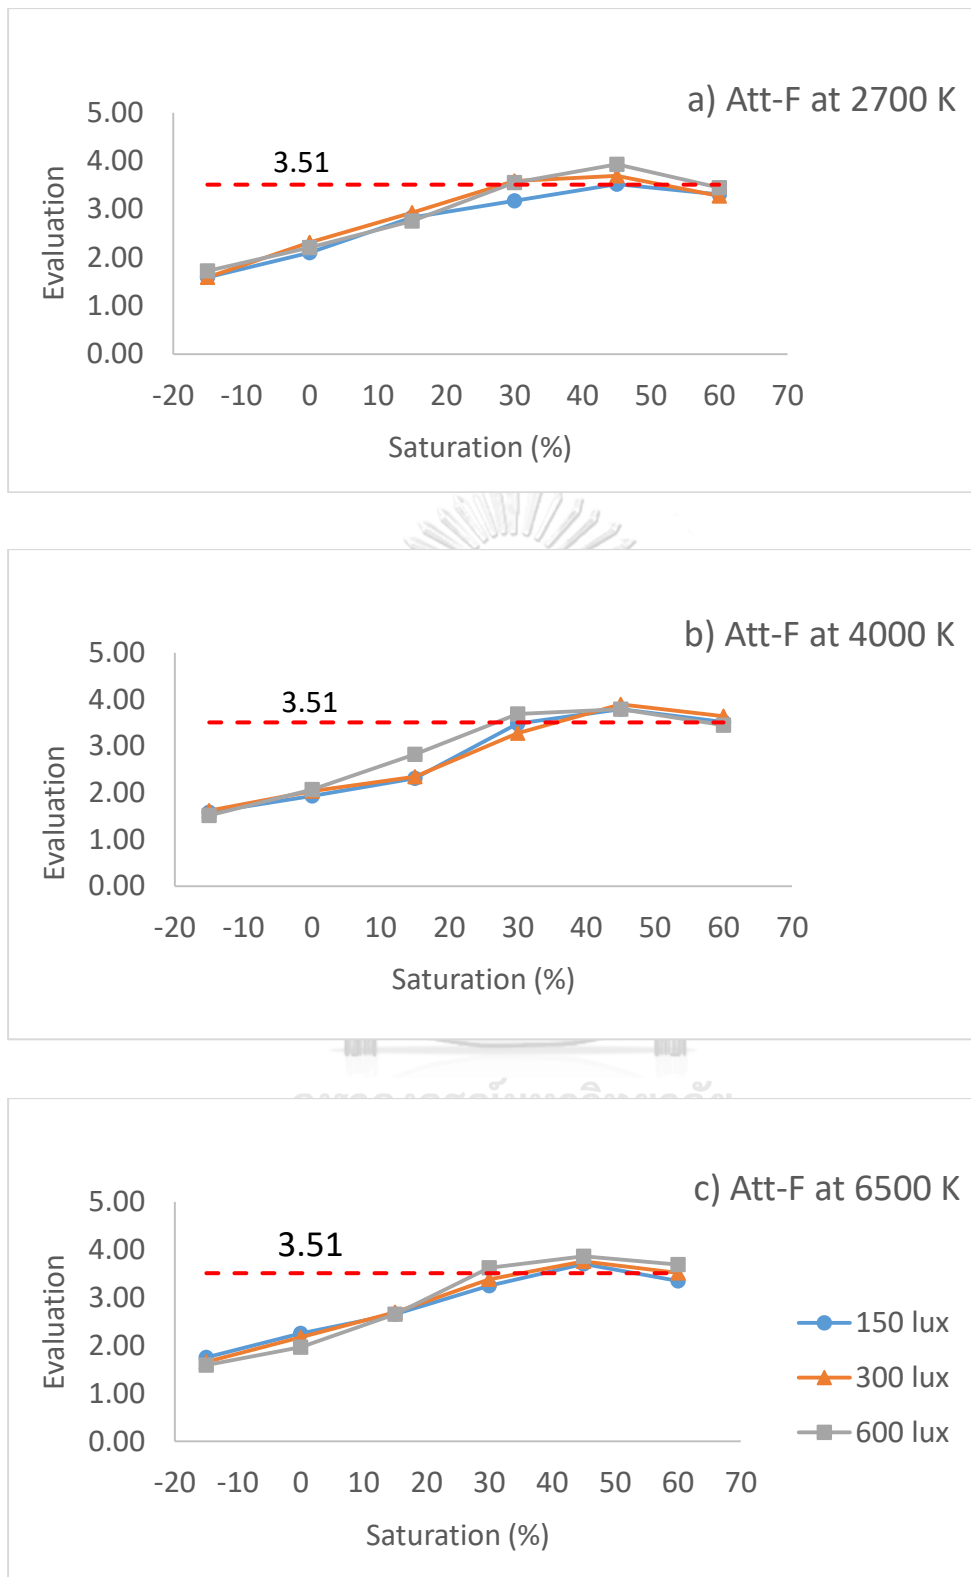 a) Att-F at 2700 K
5.00
4.00
3.51
3.00
2.00
1.00
0.00
Evaluation
-20 -10 0 10 20 30 40 50 60 70
Saturation (%)
b) Att-F at 4000 K
5.00
4.00
3.51
3.00
2.00
1.00
0.00
Evaluation
-20 -10 0 10 20 30 40 50 60 70
Saturation (%)
c) Att-F at 6500 K
5.00
4.00
3.51
3.00
2.00
1.00
0.00
Evaluation
150 lux
300 lux
600 lux
-20 -10 0 10 20 30 40 50 60 70
Saturation (%)